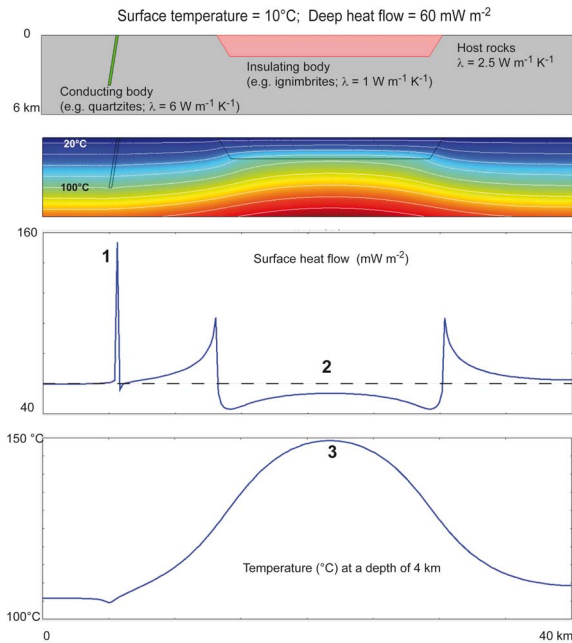 Surface temperature = 10°C;  Deep heat flow = 60 mW m-2
0
Insulating body
(e.g. ignimbrites; λ = 1 W m-1 K-1)
Host rocks
λ = 2.5 W m-1 K-1
Conducting body
(e.g. quartzites; λ = 6 W m-1 K-1)
6 km
20°C
100°C
160
1
Surface heat flow  (mW m-2)
2
40
150 °C
3
Temperature (°C) at a depth of 4 km
100°C
0
40 km